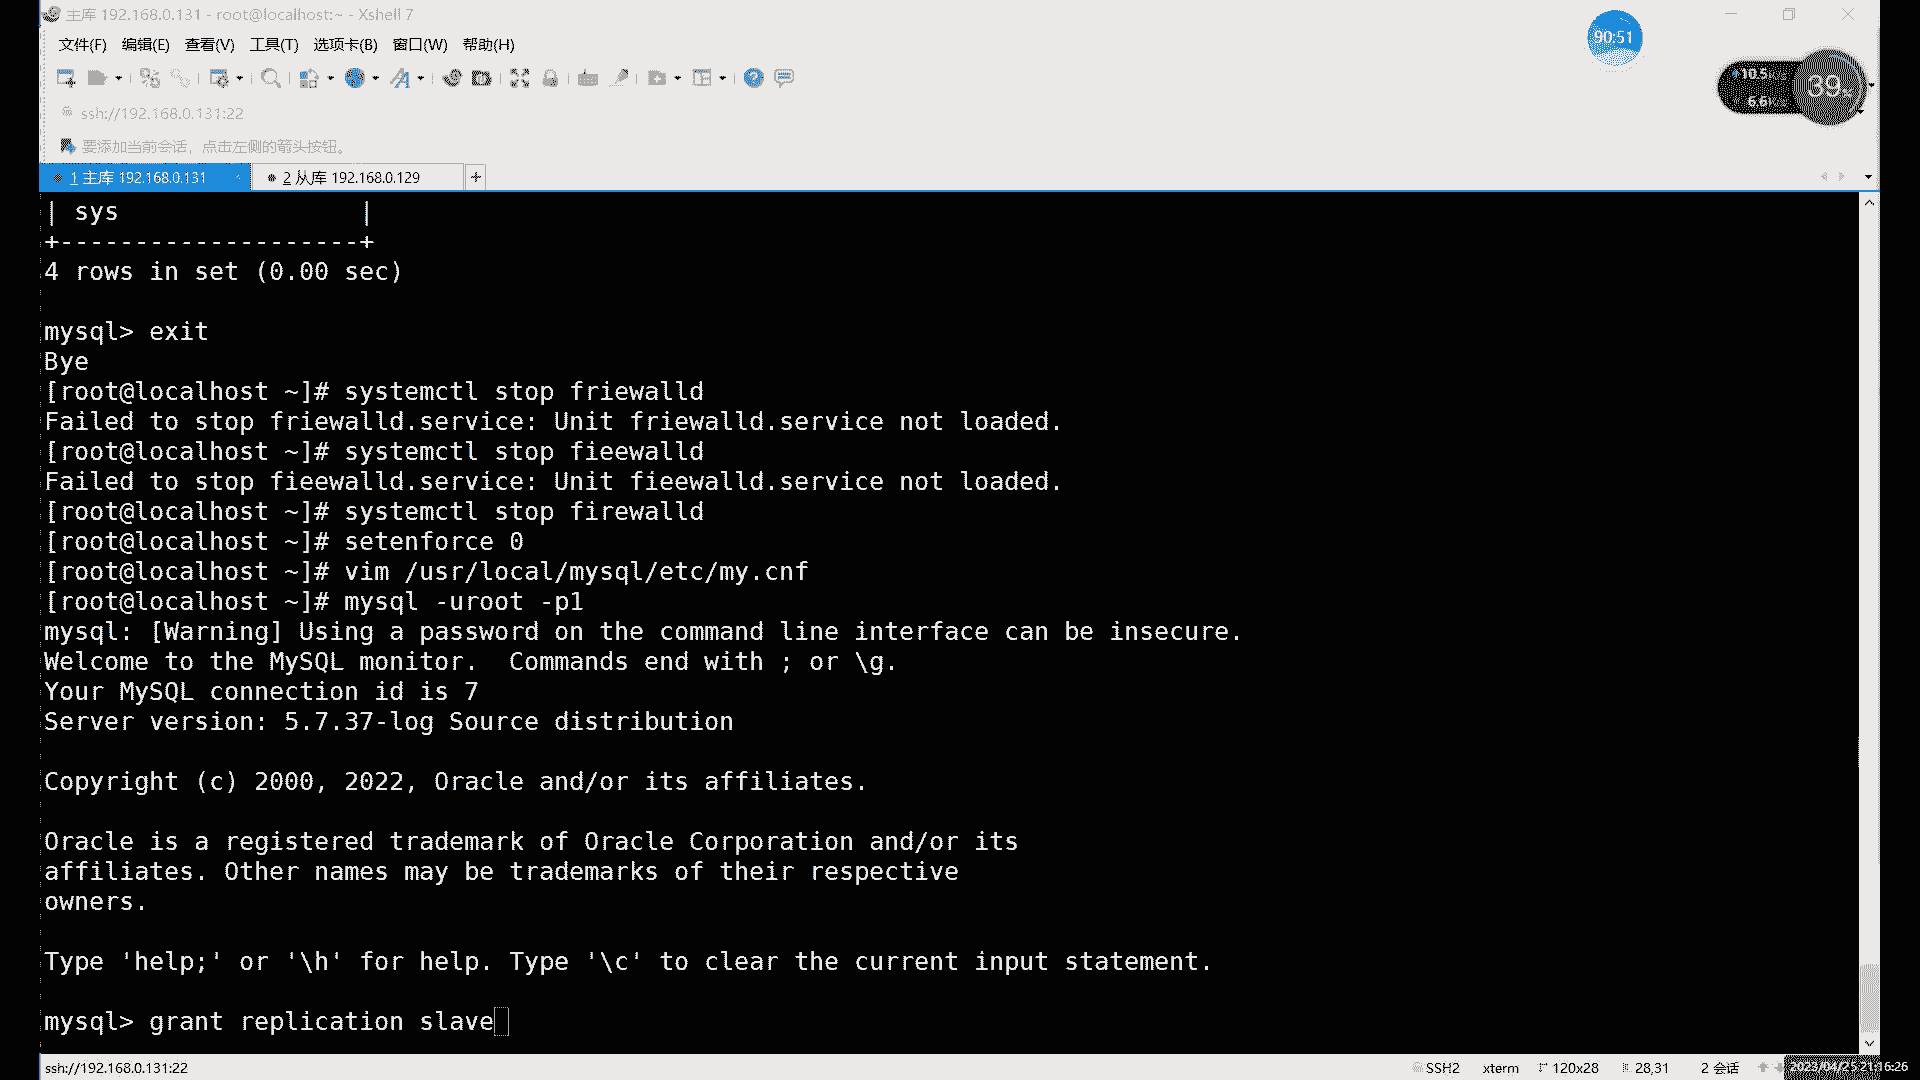 主库 192.168.0.131 - root@localhost:~ - Xshell 7
90:51
文件(F) 编辑(E) 查看(V) 工具(T) 选项卡(B) 窗口(W) 帮助(H)
10.5
6.6
39
ssh://192.168.0.131:22
要添加当前会话，点击左侧的箭头按钮。
1 主库 192.168.0.131 2 从库 192.168.0.129 +
| sys                |
+--------------------+
4 rows in set (0.00 sec)
mysql> exit
Bye
[root@localhost ~]# systemctl stop friewalld
Failed to stop friewalld.service: Unit friewalld.service not loaded.
[root@localhost ~]# systemctl stop fieewalld
Failed to stop fieewalld.service: Unit fieewalld.service not loaded.
[root@localhost ~]# systemctl stop firewalld
[root@localhost ~]# setenforce 0
[root@localhost ~]# vim /usr/local/mysql/etc/my.cnf
[root@localhost ~]# mysql -uroot -p1
mysql: [Warning] Using a password on the command line interface can be insecure.
Welcome to the MySQL monitor.  Commands end with ; or \g.
Your MySQL connection id is 7
Server version: 5.7.37-log Source distribution
Copyright (c) 2000, 2022, Oracle and/or its affiliates.
Oracle is a registered trademark of Oracle Corporation and/or its
affiliates. Other names may be trademarks of their respective
owners.
Type 'help;' or '\h' for help. Type '\c' to clear the current input statement.
mysql> grant replication slave
ssh://192.168.0.131:22 SSH2 xterm 120x28 28,31 2 会话 2023/04/25 21:16:26